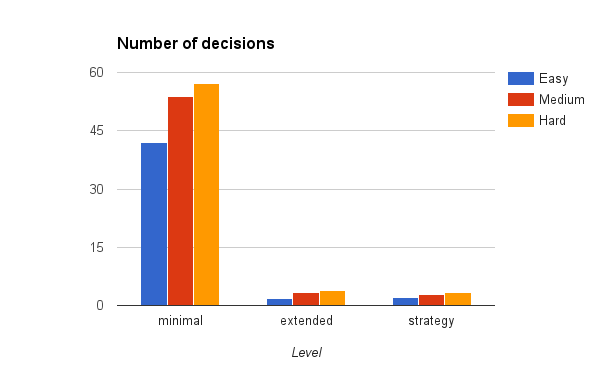 Number of decisions
60
45
30
15
0
minimal
extended
strategy
Level
Easy
Medium
Hard